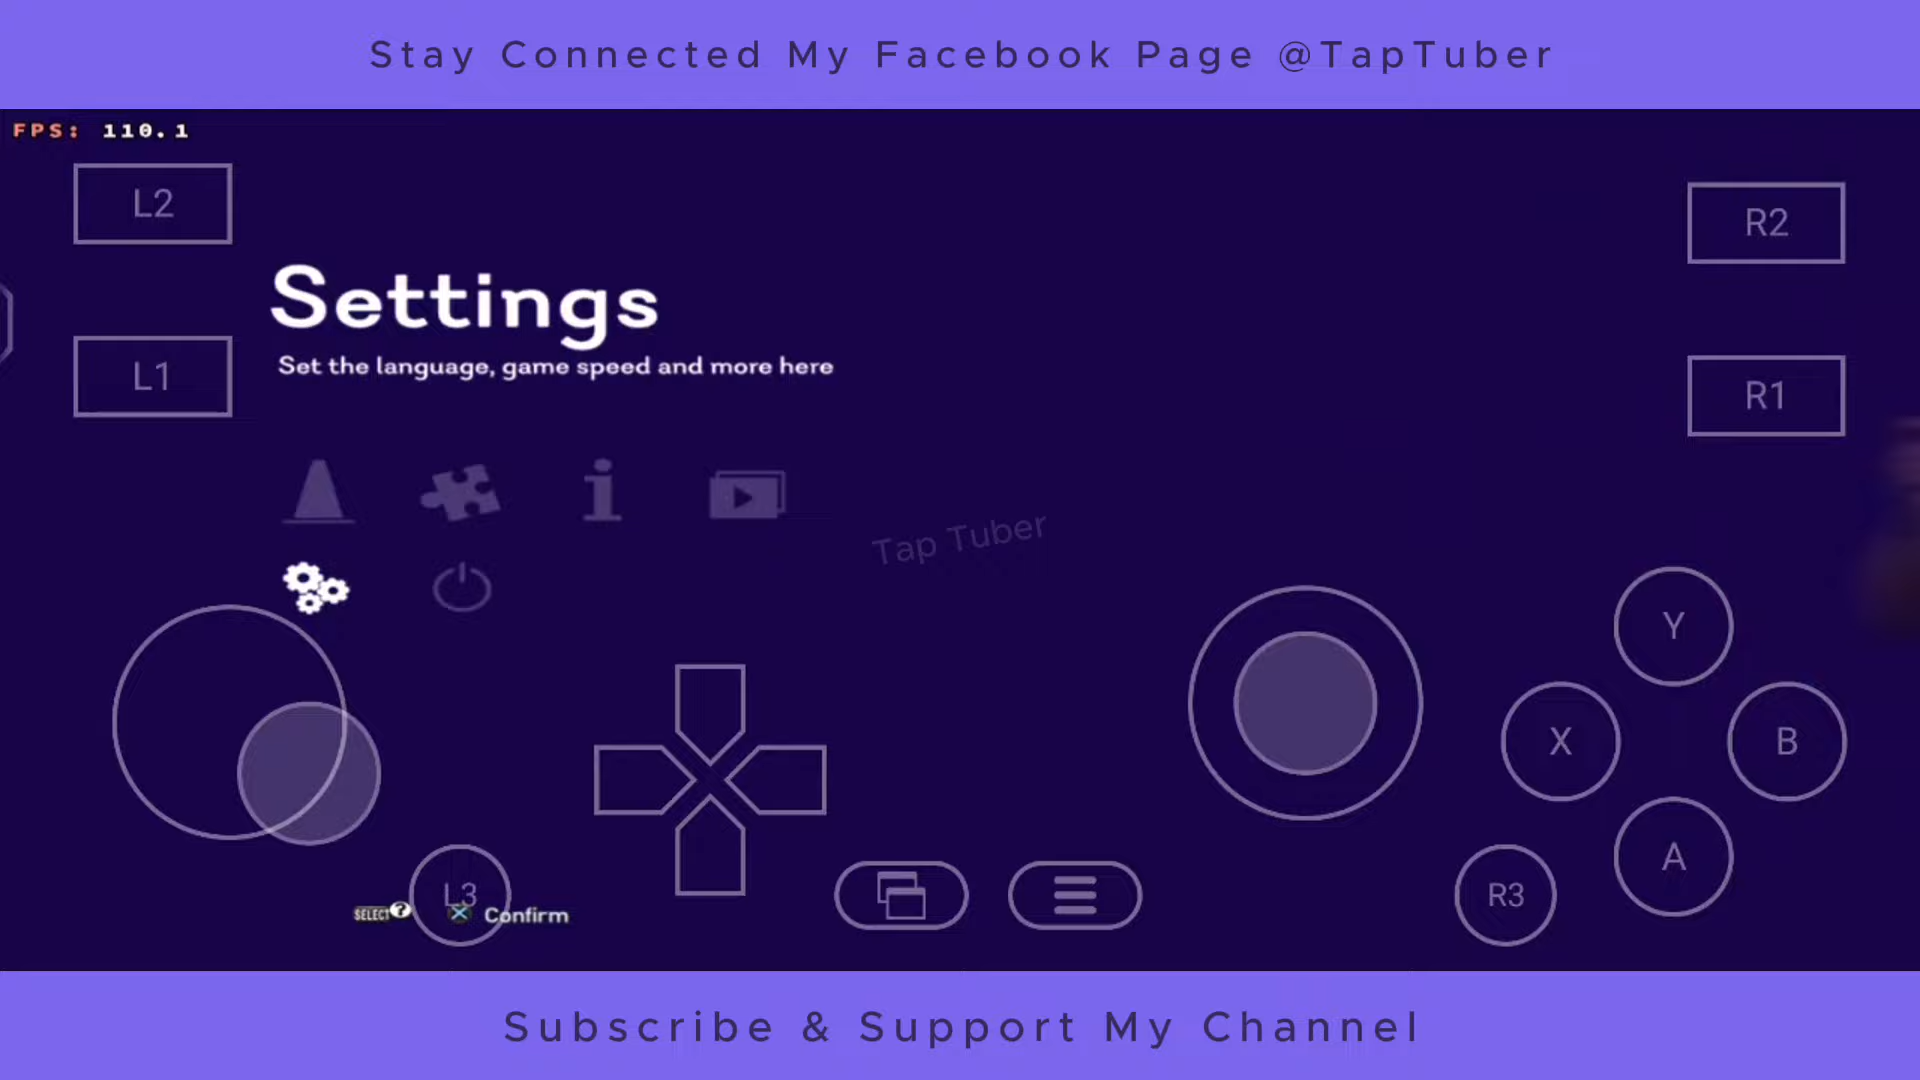 Stay Connected My Facebook Page @TapTuber
FPS: 110.1
L2
R2
Settings
Set the language, game speed and more here
L1
R1
Tap Tuber
Y
X
B
A
L3
R3
SELECT ? Confirm
Subscribe & Support My Channel